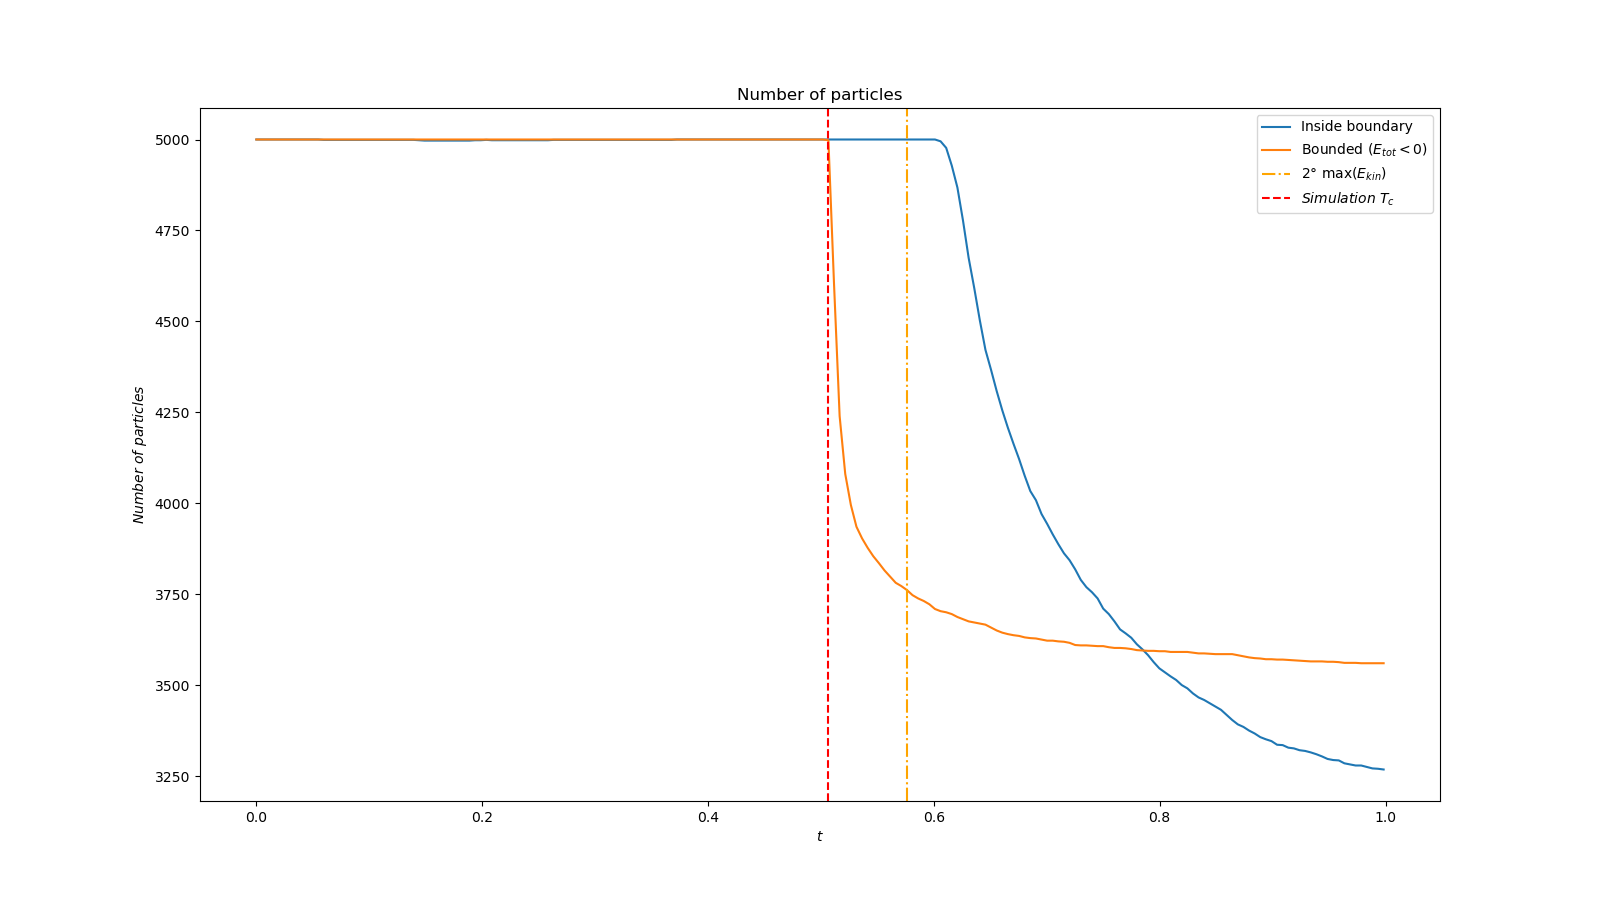 Number of particles
Inside boundary
Bounded (E_tot < 0)
2° max(E_kin)
Simulation T_c
5000
4750
4500
4250
4000
3750
3500
3250
Number of particles
0.0 0.2 0.4 0.6 0.8 1.0
t